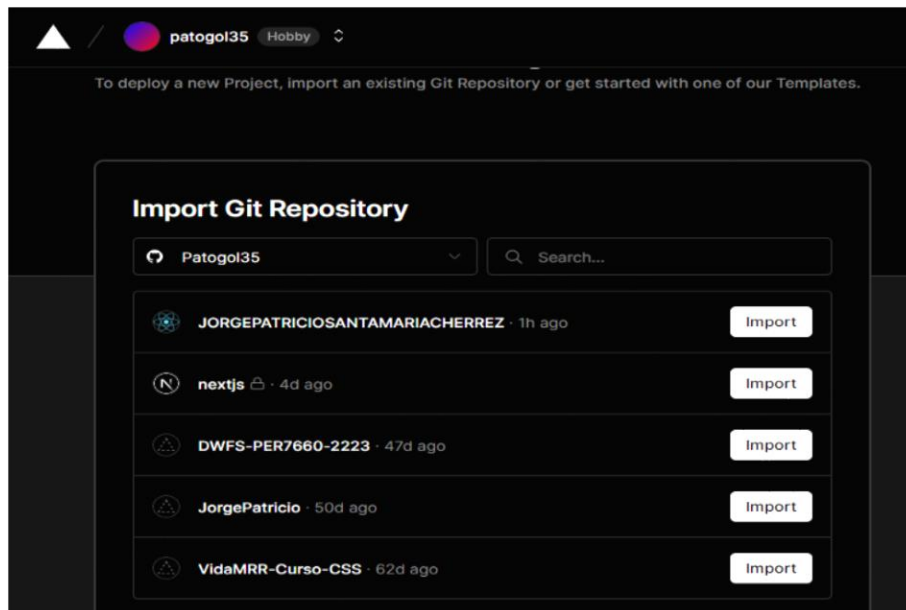 patogol35 Hobby
To deploy a new Project, import an existing Git Repository or get started with one of our Templates.
Import Git Repository
Patogol35 Search...
JORGEPATRICIOSANTAMARIACHERREZ · 1h ago Import
nextjs · 4d ago Import
DWFS-PER7660-2223 · 47d ago Import
JorgePatricio · 50d ago Import
VidaMRR-Curso-CSS · 62d ago Import